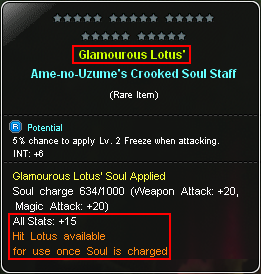 Glamourous Lotus'
Ame-no-Uzume's Crooked Soul Staff
(Rare Item)
B Potential
5% chance to apply Lv. 2 Freeze when attacking.
INT: +6
Glamourous Lotus' Soul Applied
Soul charge 634/1000 (Weapon Attack: +20,
Magic Attack: +20)
All Stats: +15
Hit Lotus available
for use once Soul is charged